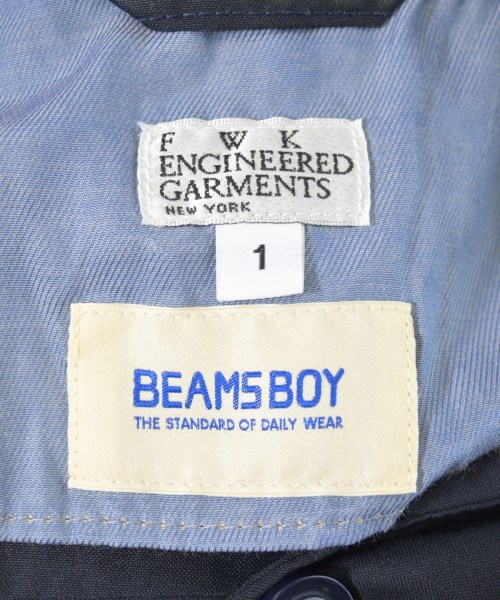 F W K
ENGINEERED
GARMENTS
NEW YORK
1
BEAMS BOY
THE STANDARD OF DAILY WEAR